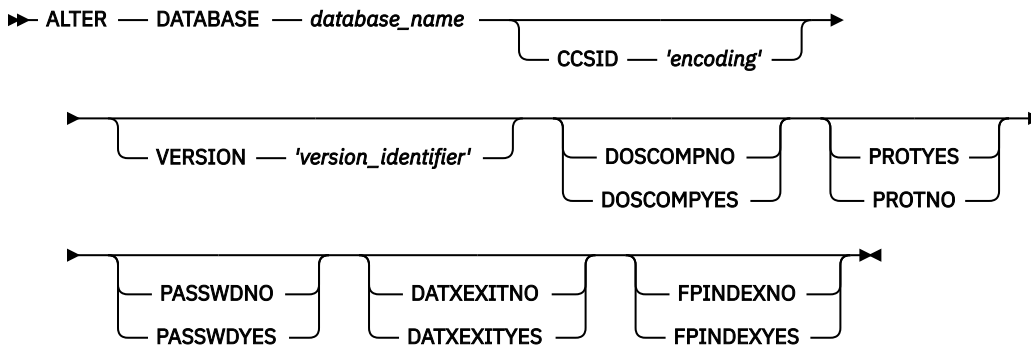 ALTER DATABASE database_name
CCSID 'encoding'
VERSION 'version_identifier' DOSCOMPNO PROTYES
DOSCOMPYES PROTNO
PASSWDNO DATXEXITNO FPINDEXNO
PASSWDYES DATXEXITYES FPINDEXYES